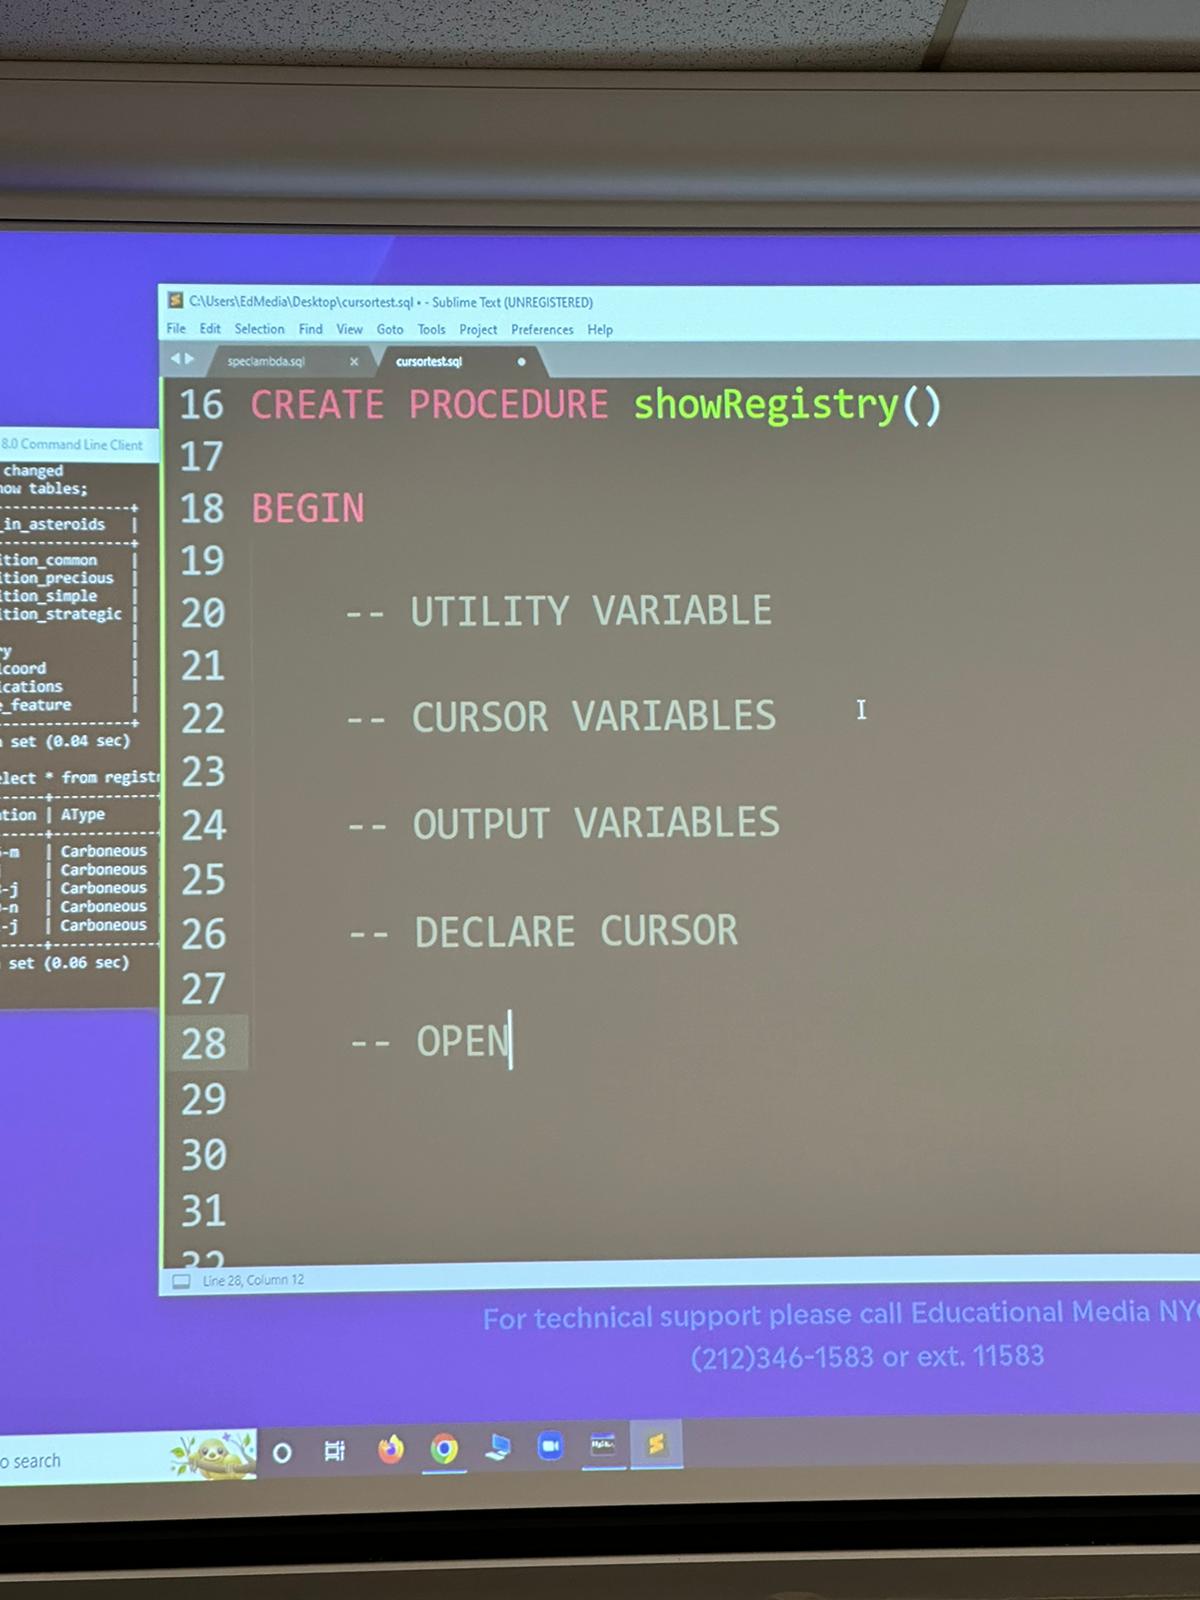 C:\Users\EdMedia\Desktop\cursortest.sql • - Sublime Text (UNREGISTERED)
File Edit Selection Find View Goto Tools Project Preferences Help
speclambda.sql
cursortest.sql
16 CREATE PROCEDURE showRegistry()
17
18 BEGIN
19
20 -- UTILITY VARIABLE
21
22 -- CURSOR VARIABLES
23
24 -- OUTPUT VARIABLES
25
26 -- DECLARE CURSOR
27
28 -- OPEN
29
30
31
32
Line 28, Column 12
8.0 Command Line Client
changed
ow tables;
_in_asteroids |
ition_common |
ition_precious |
ition_simple |
ition_strategic |
|
ry |
coord |
ications |
e_feature |
set (0.04 sec)
lect * from registr
tion | AType
-m | Carboneous
| Carboneous
-j | Carboneous
-n | Carboneous
-j | Carboneous
set (0.06 sec)
For technical support please call Educational Media NY
(212)346-1583 or ext. 11583
o search